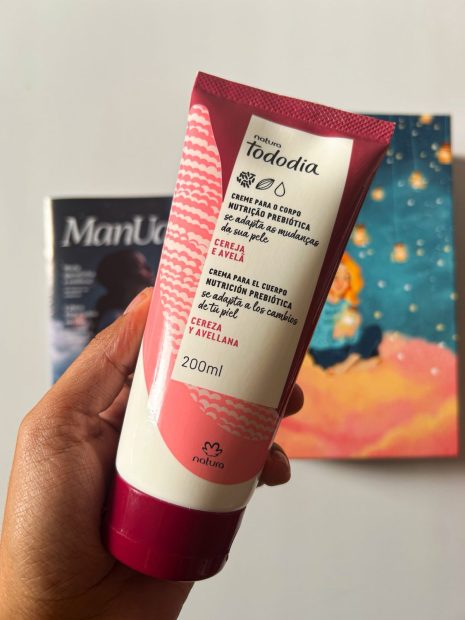 natura
Tododia
CREME PARA O CORPO
NUTRIÇÃO PREBIÓTICA
se adapta às mudanças
da sua pele
CEREJA
E AVELÃ
CREMA PARA EL CUERPO
NUTRICIÓN PREBIÓTICA
se adapta a los cambios
de tu piel
CEREZA
Y AVELLANA
200ml
natura